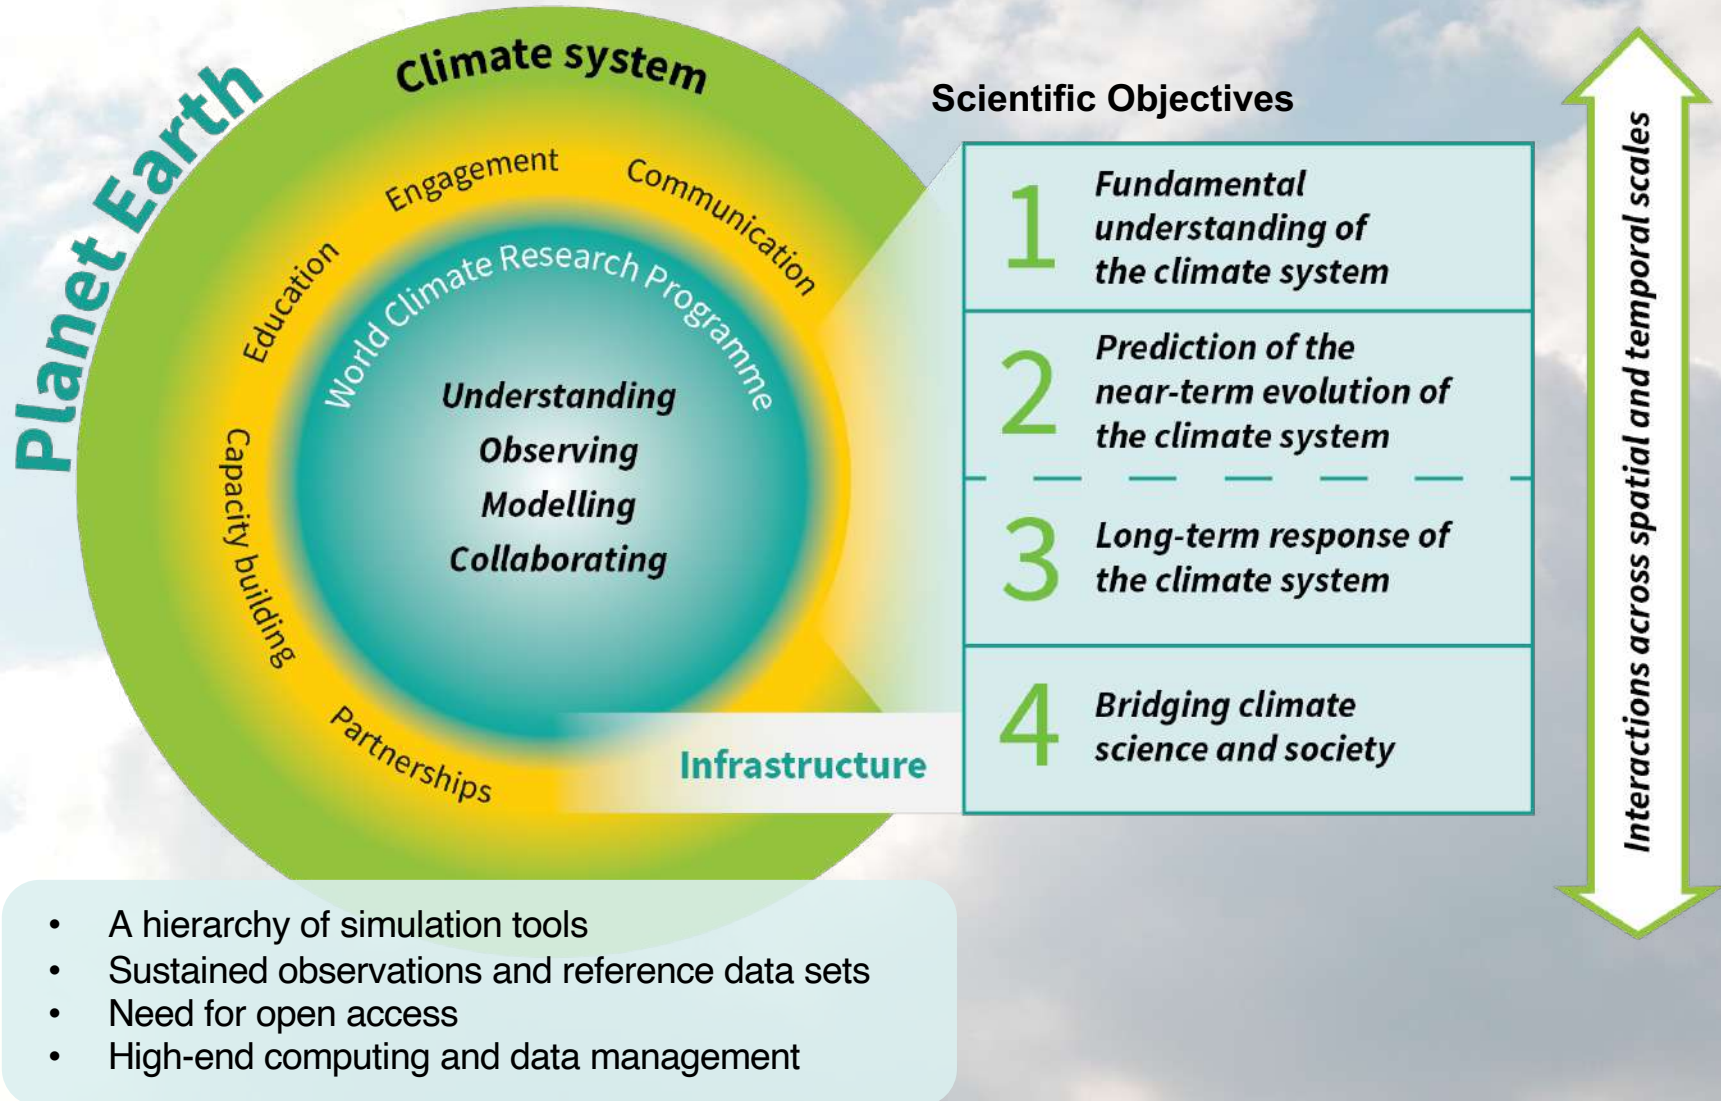 Planet Earth
Climate system
Engagement
Communication
Education
Capacity building
Partnerships
World Climate Research Programme
Understanding
Observing
Modelling
Collaborating
Infrastructure
Scientific Objectives
1
Fundamental
understanding of
the climate system
2
Prediction of the
near-term evolution of
the climate system
3
Long-term response of
the climate system
4
Bridging climate
science and society
Interactions across spatial and temporal scales
• A hierarchy of simulation tools
• Sustained observations and reference data sets
• Need for open access
• High-end computing and data management